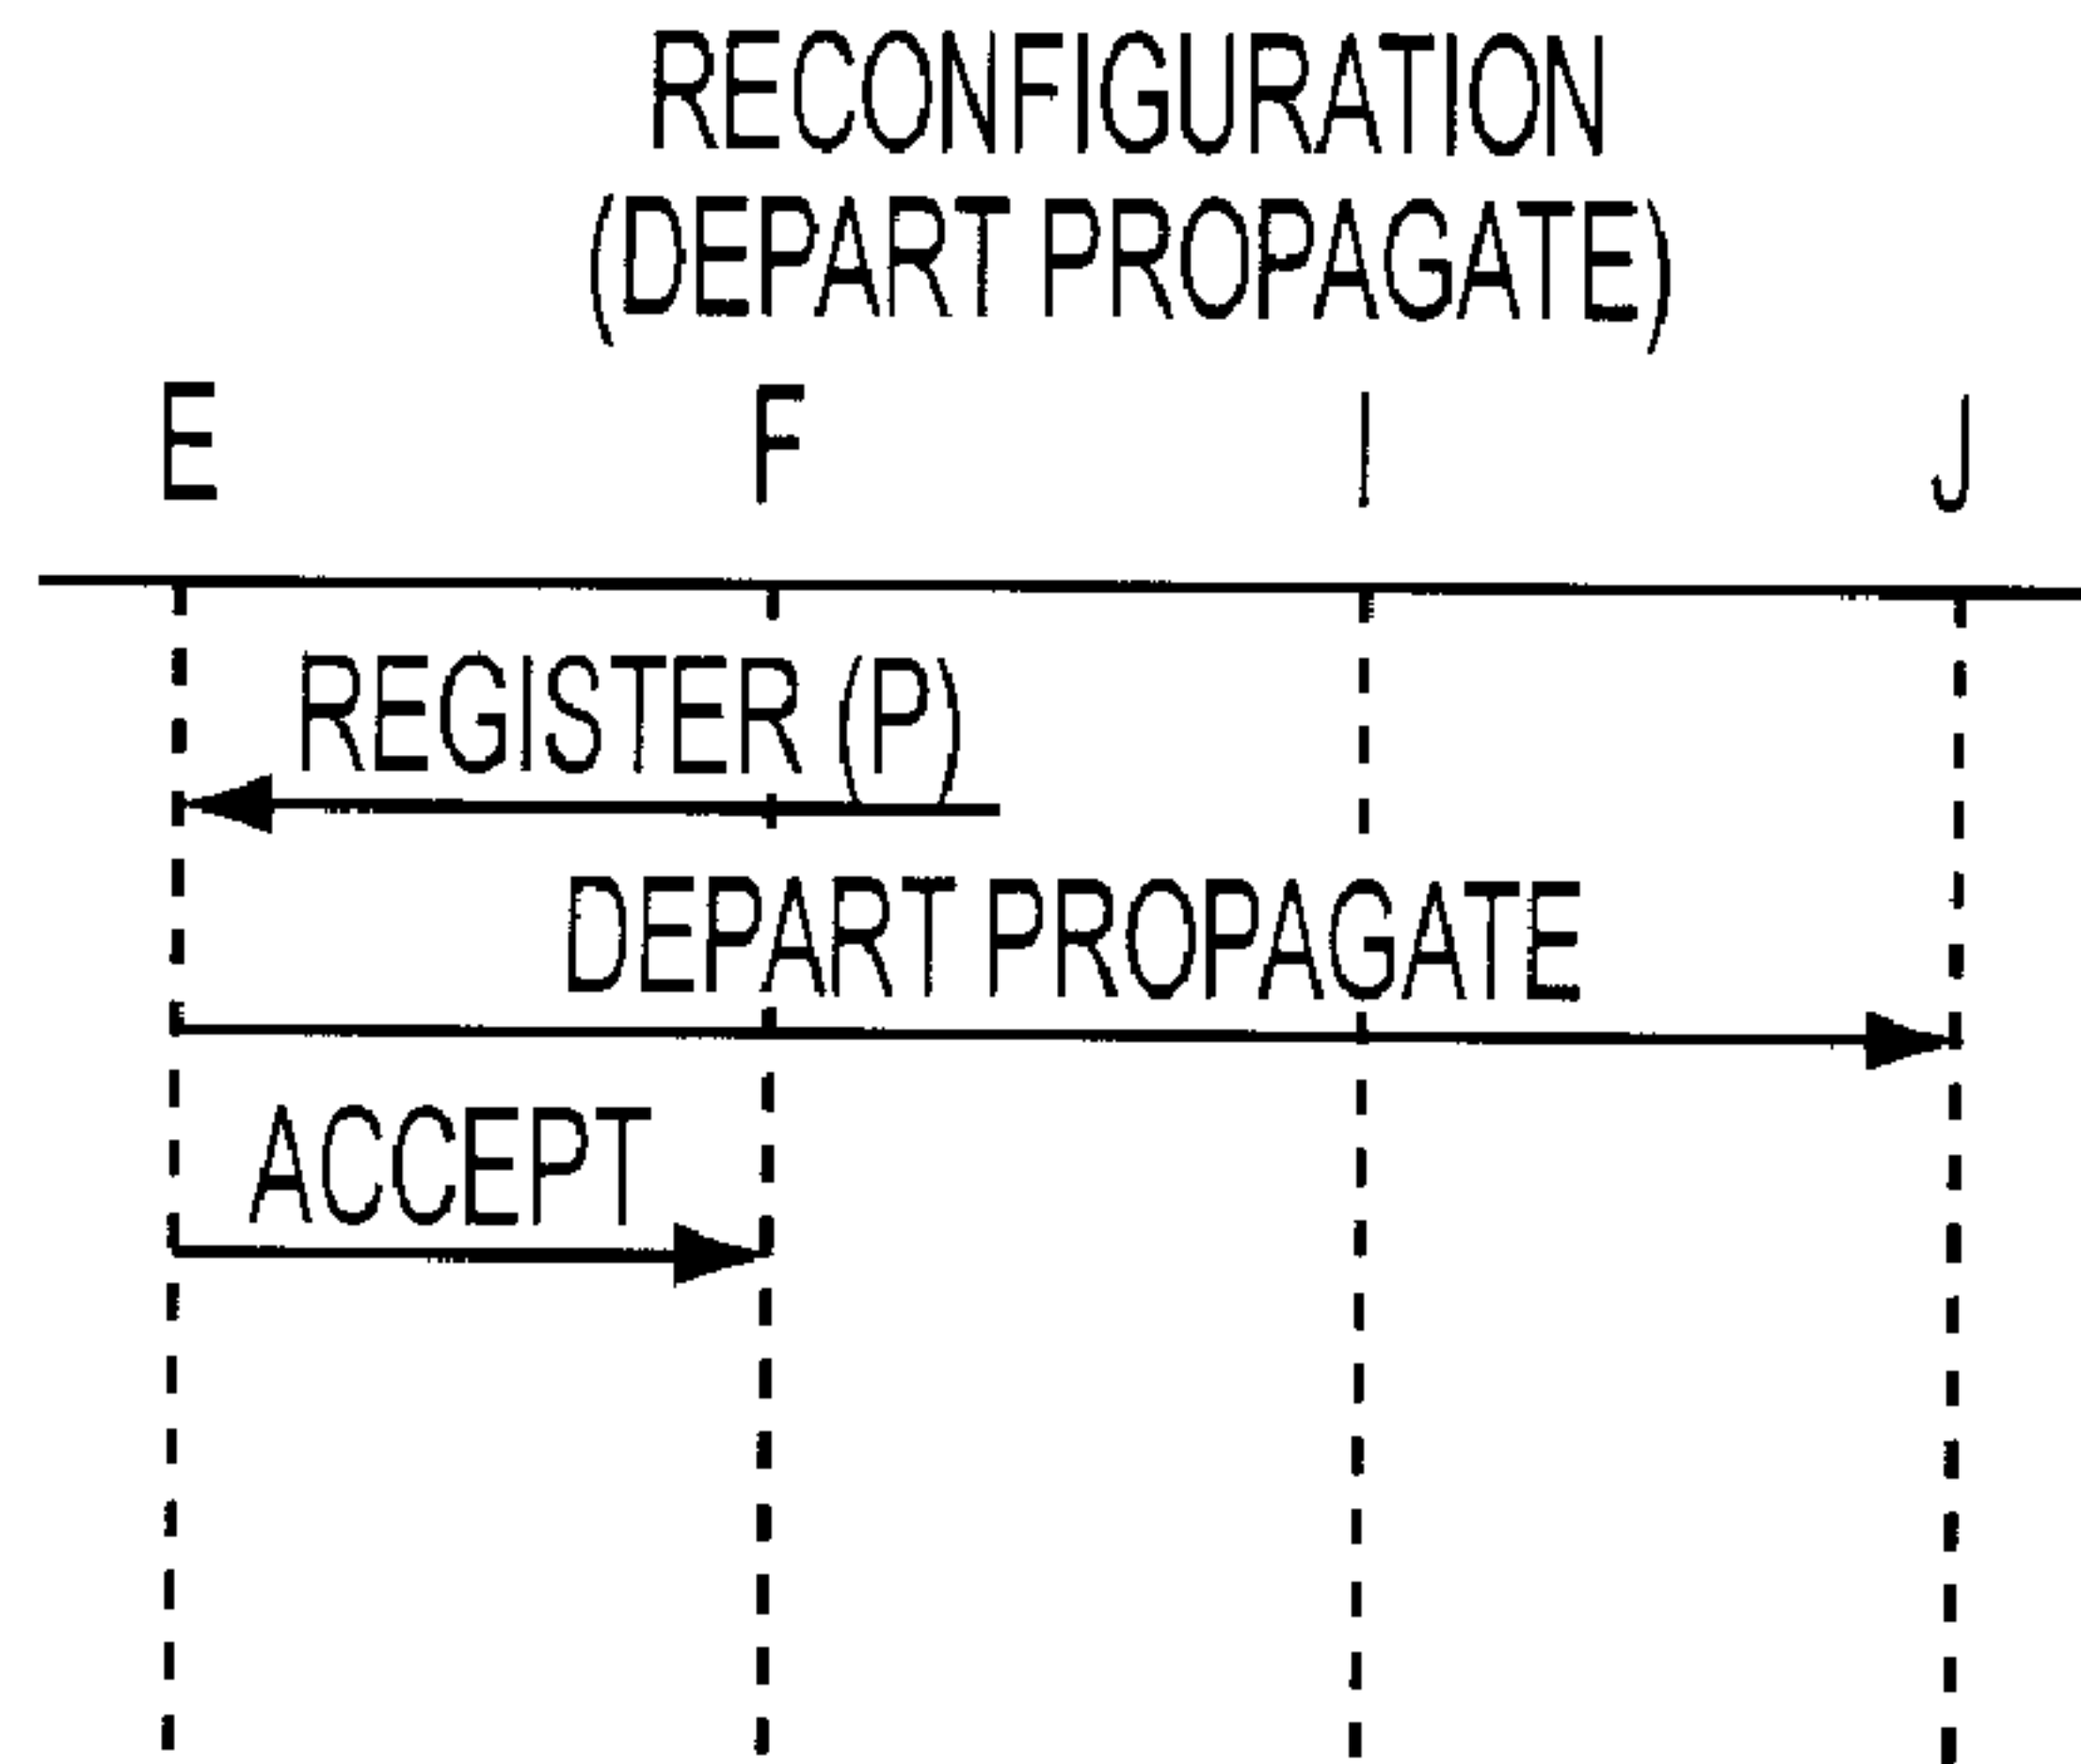 RECONFIGURATION
(DEPART PROPAGATE)
E F I J
REGISTER (P)
DEPART PROPAGATE
ACCEPT